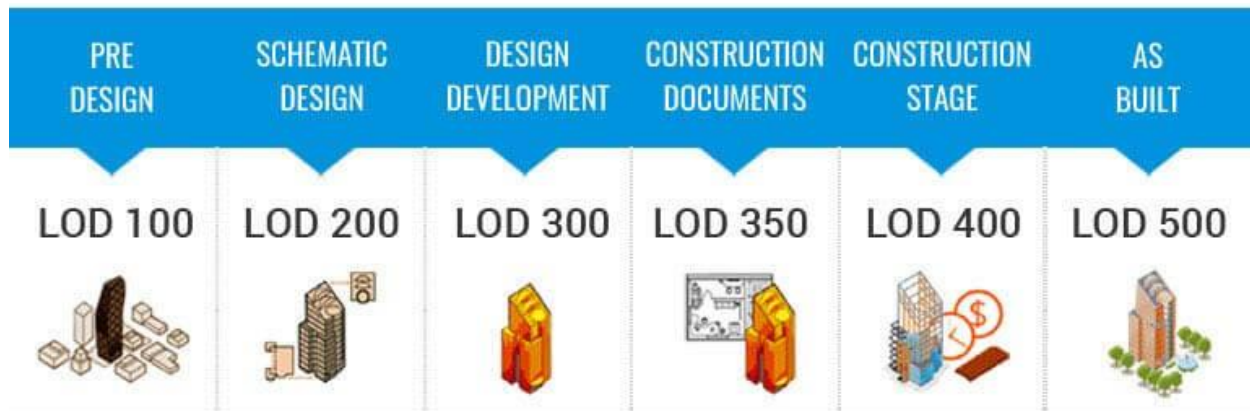 PRE
DESIGN
SCHEMATIC
DESIGN
DESIGN
DEVELOPMENT
CONSTRUCTION
DOCUMENTS
CONSTRUCTION
STAGE
AS
BUILT
LOD 100
LOD 200
LOD 300
LOD 350
LOD 400
LOD 500
$